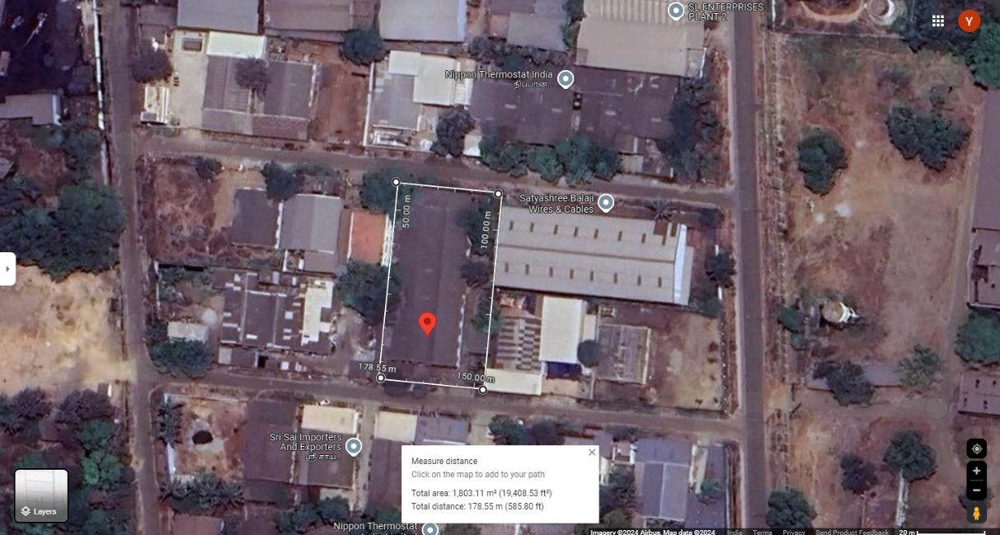 SL ENTERPRISES
PLANT 2
Y
Nippon Thermostat India
நிப்பான...
Satyashree Balaji
Wires & Cables
50.00 m
100.00 m
178.55 m
150.00 m
Sri Sai Importers
And Exporters
ஸ்ரீ சாய...
Measure distance
Click on the map to add to your path
Total area: 1,803.11 m² (19,408.53 ft²)
Total distance: 178.55 m (585.80 ft)
Layers
Nippon Thermostat
Imagery ©2024 Airbus, Map data ©2024 India Terms Privacy Send Product Feedback 20 m